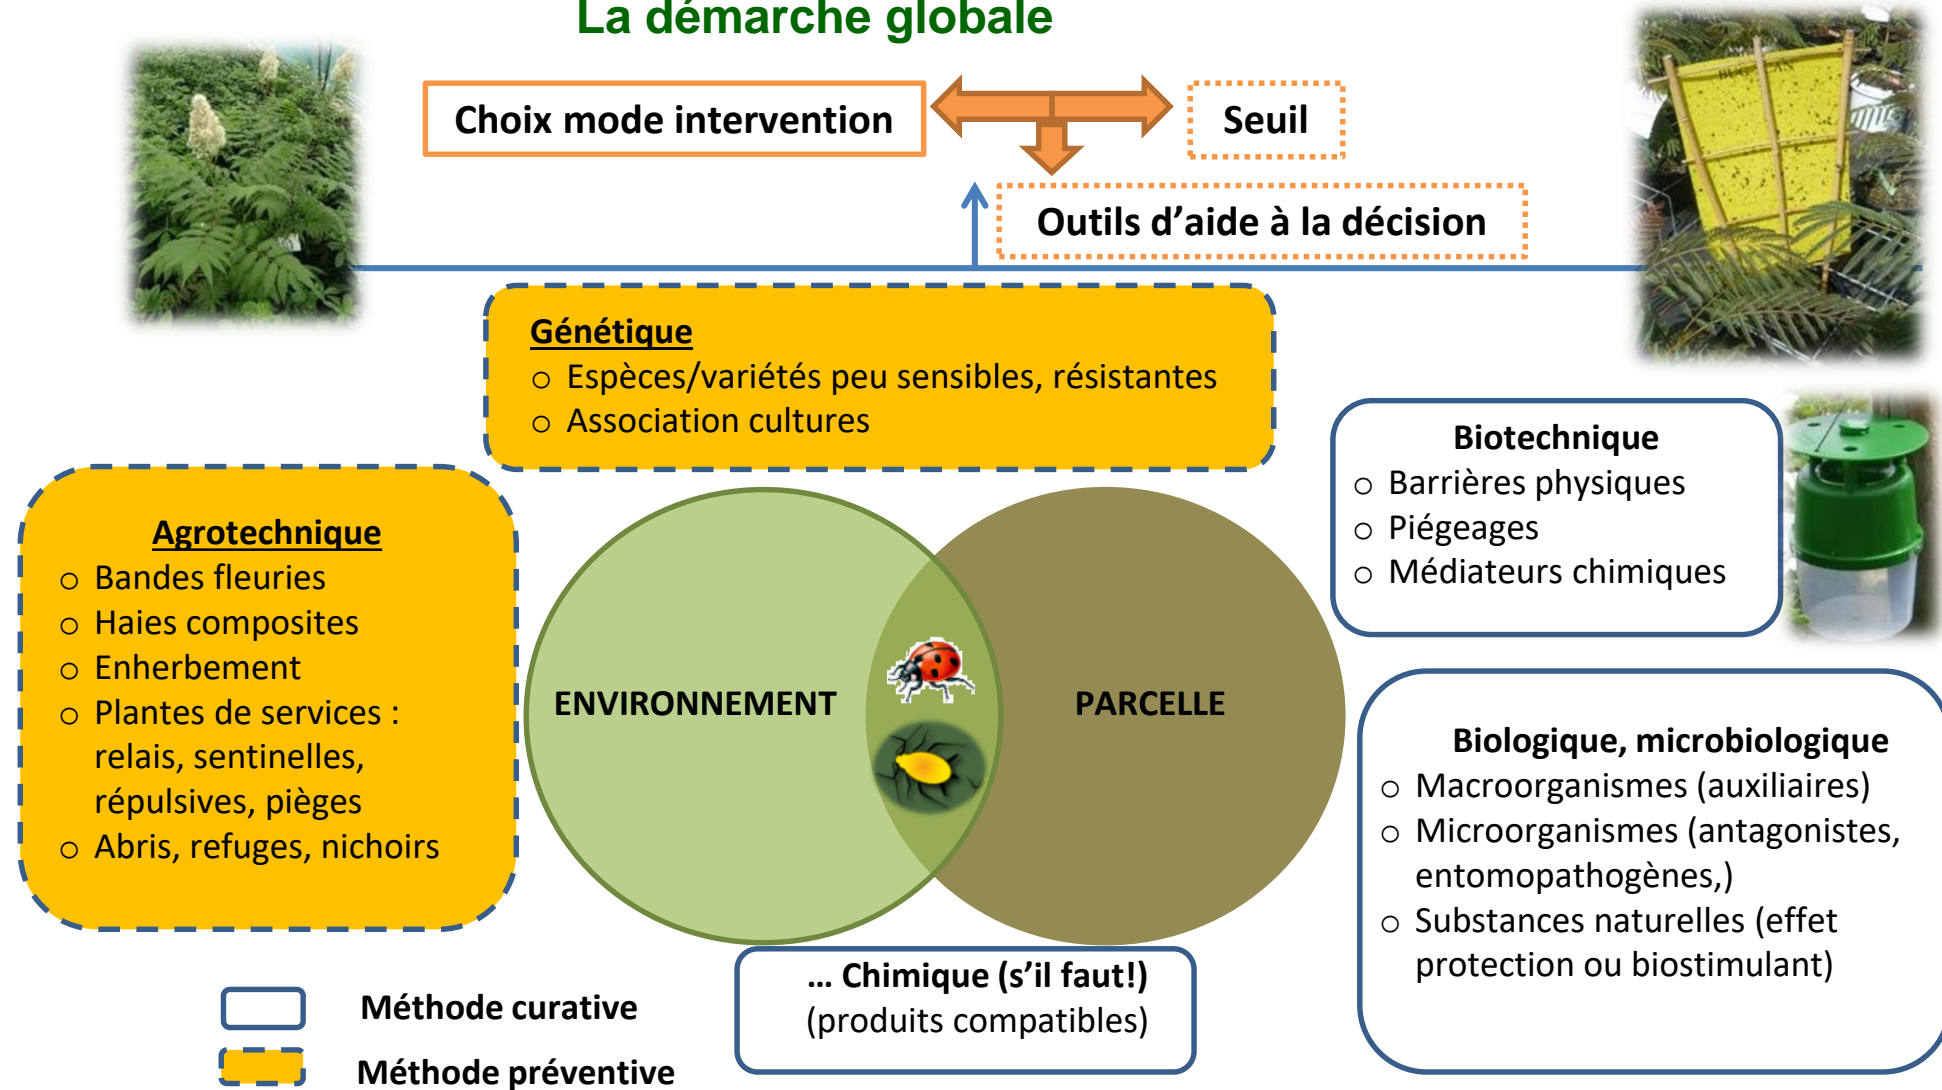 La démarche globale
Choix mode intervention
Seuil
Outils d'aide à la décision
BUG-SCAN
Génétique
o Espèces/variétés peu sensibles, résistantes
o Association cultures
Biotechnique
o Barrières physiques
o Piégeages
o Médiateurs chimiques
Agrotechnique
o Bandes fleuries
o Haies composites
o Enherbement
o Plantes de services :
relais, sentinelles,
répulsives, pièges
o Abris, refuges, nichoirs
ENVIRONNEMENT
PARCELLE
Biologique, microbiologique
o Macroorganismes (auxiliaires)
o Microorganismes (antagonistes,
entomopathogènes,)
o Substances naturelles (effet
protection ou biostimulant)
... Chimique (s'il faut!)
(produits compatibles)
Méthode curative
Méthode préventive